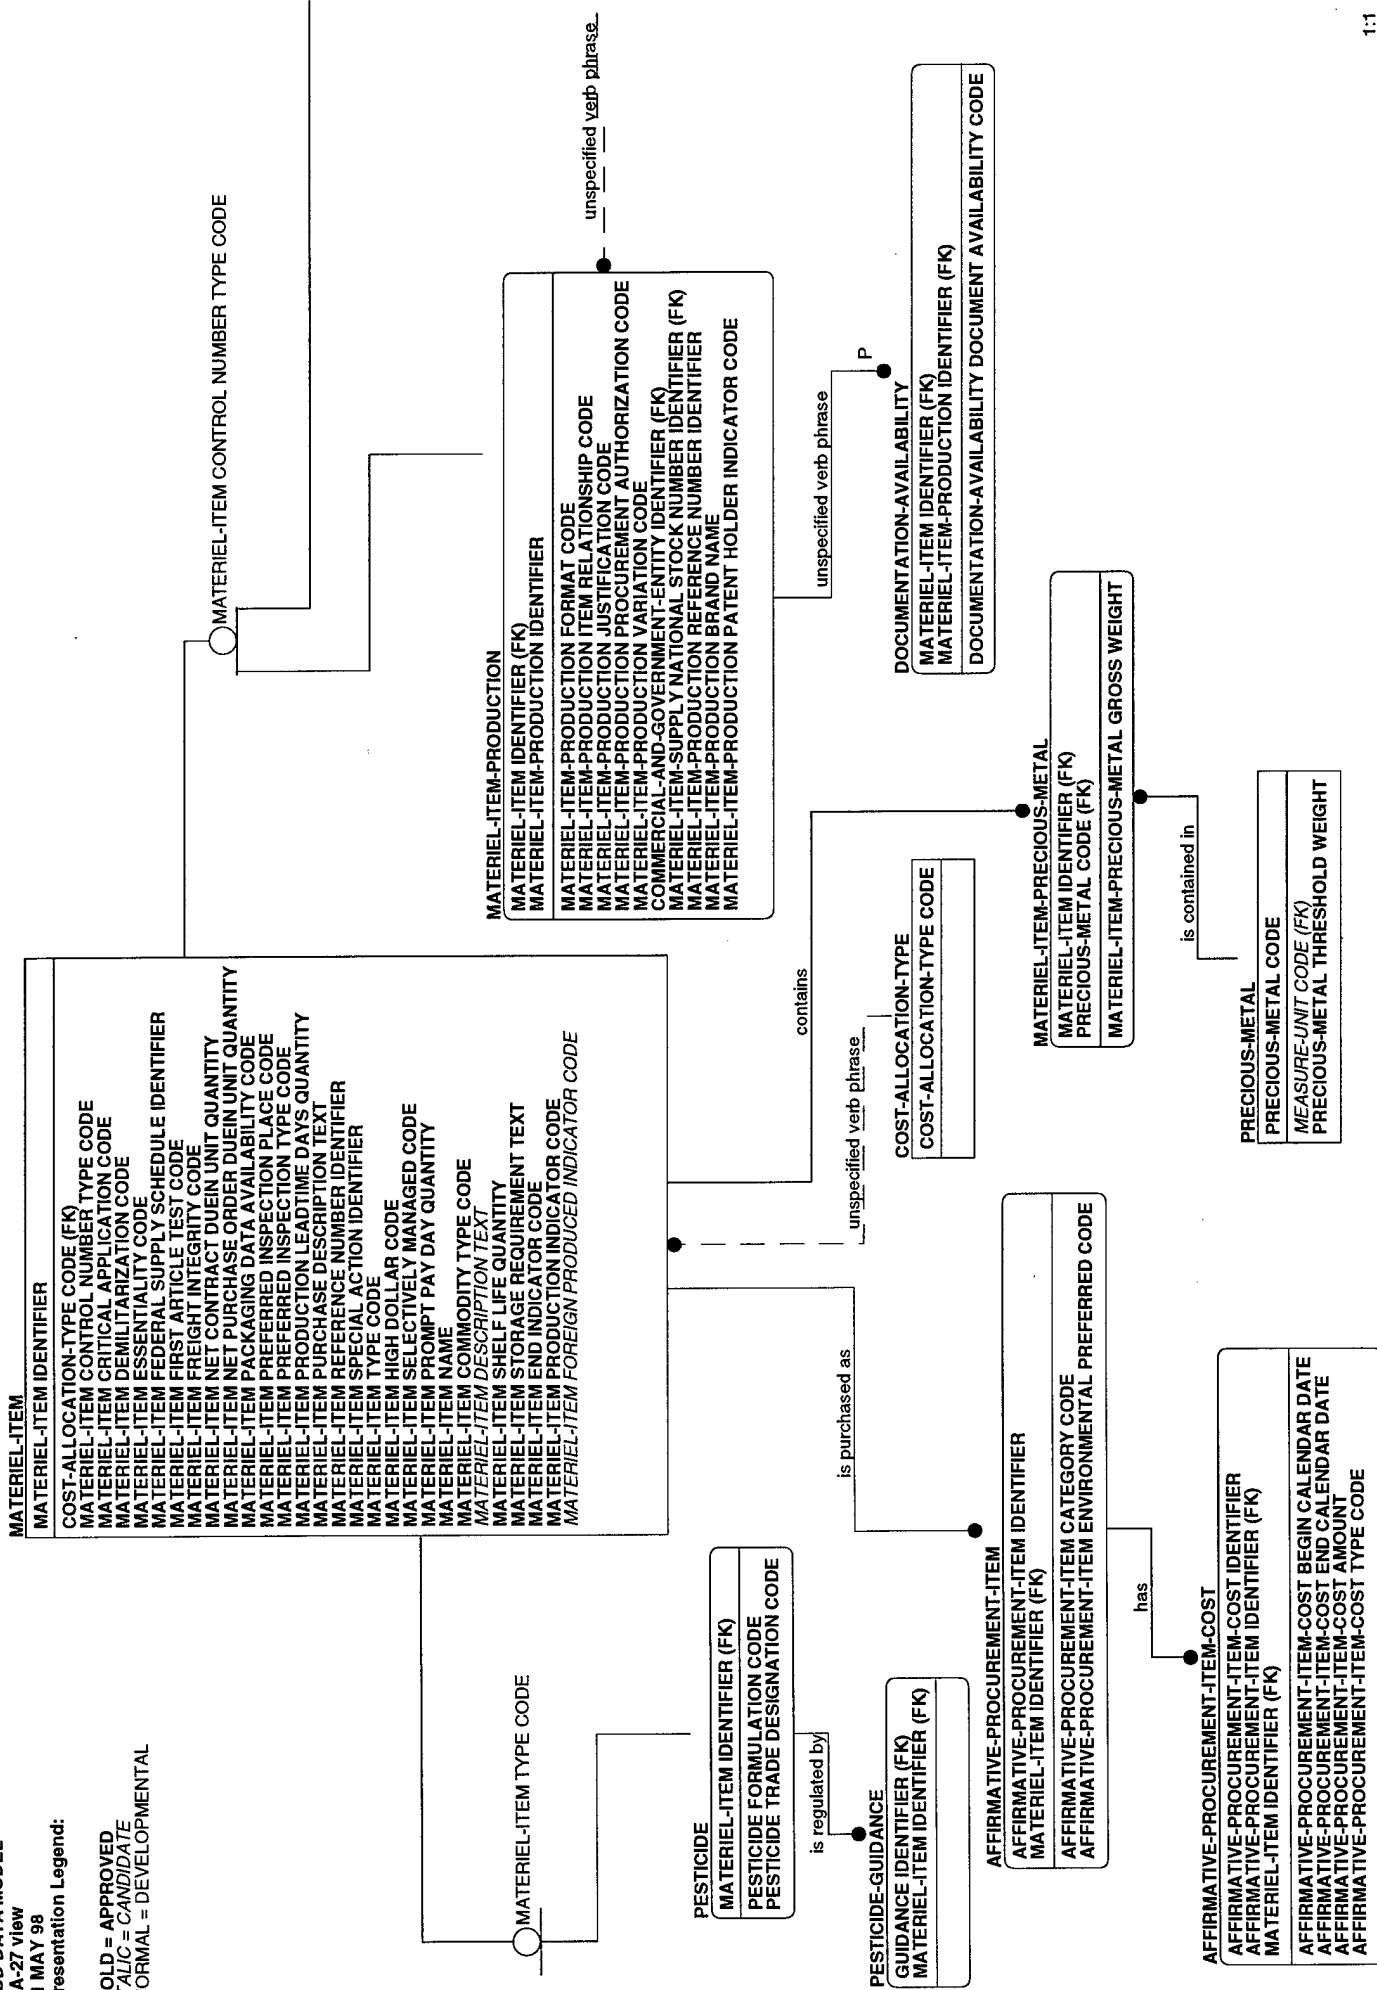 DD DATA MODEL
A-27 view
MAY 98
resentation Legend:
OLD = APPROVED
TALIC = CANDIDATE
ORMAL = DEVELOPMENTAL
MATERIEL-ITEM
MATERIEL-ITEM IDENTIFIER
COST-ALLOCATION-TYPE CODE (FK)
MATERIEL-ITEM CONTROL NUMBER TYPE CODE
MATERIEL-ITEM CRITICAL APPLICATION CODE
MATERIEL-ITEM DEMILITARIZATION CODE
MATERIEL-ITEM ESSENTIALITY CODE
MATERIEL-ITEM FEDERAL SUPPLY SCHEDULE IDENTIFIER
MATERIEL-ITEM FIRST ARTICLE TEST CODE
MATERIEL-ITEM FREIGHT INTEGRITY CODE
MATERIEL-ITEM NET CONTRACT DUEIN UNIT QUANTITY
MATERIEL-ITEM NET PURCHASE ORDER DUEIN UNIT QUANTITY
MATERIEL-ITEM PACKAGING DATA AVAILABILITY CODE
MATERIEL-ITEM PREFERRED INSPECTION PLACE CODE
MATERIEL-ITEM PREFERRED INSPECTION TYPE CODE
MATERIEL-ITEM PRODUCTION LEADTIME DAYS QUANTITY
MATERIEL-ITEM PURCHASE DESCRIPTION TEXT
MATERIEL-ITEM REFERENCE NUMBER IDENTIFIER
MATERIEL-ITEM SPECIAL ACTION IDENTIFIER
MATERIEL-ITEM TYPE CODE
MATERIEL-ITEM HIGH DOLLAR CODE
MATERIEL-ITEM SELECTIVELY MANAGED CODE
MATERIEL-ITEM PROMPT PAY DAY QUANTITY
MATERIEL-ITEM NAME
MATERIEL-ITEM COMMODITY TYPE CODE
MATERIEL-ITEM DESCRIPTION TEXT
MATERIEL-ITEM SHELF LIFE QUANTITY
MATERIEL-ITEM STORAGE REQUIREMENT TEXT
MATERIEL-ITEM END INDICATOR CODE
MATERIEL-ITEM PRODUCTION INDICATOR CODE
MATERIEL-ITEM FOREIGN PRODUCED INDICATOR CODE
MATERIEL-ITEM CONTROL NUMBER TYPE CODE
MATERIEL-ITEM TYPE CODE
MATERIEL-ITEM-PRODUCTION
MATERIEL-ITEM IDENTIFIER (FK)
MATERIEL-ITEM-PRODUCTION IDENTIFIER
MATERIEL-ITEM-PRODUCTION FORMAT CODE
MATERIEL-ITEM-PRODUCTION ITEM RELATIONSHIP CODE
MATERIEL-ITEM-PRODUCTION JUSTIFICATION CODE
MATERIEL-ITEM-PRODUCTION PROCUREMENT AUTHORIZATION CODE
MATERIEL-ITEM-PRODUCTION VARIATION CODE
COMMERCIAL-AND-GOVERNMENT-ENTITY IDENTIFIER (FK)
MATERIEL-ITEM-SUPPLY NATIONAL STOCK NUMBER IDENTIFIER (FK)
MATERIEL-ITEM-PRODUCTION REFERENCE NUMBER IDENTIFIER
MATERIEL-ITEM-PRODUCTION BRAND NAME
MATERIEL-ITEM-PRODUCTION PATENT HOLDER INDICATOR CODE
unspecified verb phrase
unspecified verb phrase
P
DOCUMENTATION-AVAILABILITY
MATERIEL-ITEM IDENTIFIER (FK)
MATERIEL-ITEM-PRODUCTION IDENTIFIER (FK)
DOCUMENTATION-AVAILABILITY DOCUMENT AVAILABILITY CODE
PESTICIDE
MATERIEL-ITEM IDENTIFIER (FK)
PESTICIDE FORMULATION CODE
PESTICIDE TRADE DESIGNATION CODE
is regulated by
PESTICIDE-GUIDANCE
GUIDANCE IDENTIFIER (FK)
MATERIEL-ITEM IDENTIFIER (FK)
is purchased as
unspecified verb phrase
contains
COST-ALLOCATION-TYPE
COST-ALLOCATION-TYPE CODE
AFFIRMATIVE-PROCUREMENT-ITEM
AFFIRMATIVE-PROCUREMENT-ITEM IDENTIFIER
MATERIEL-ITEM IDENTIFIER (FK)
AFFIRMATIVE-PROCUREMENT-ITEM CATEGORY CODE
AFFIRMATIVE-PROCUREMENT-ITEM ENVIRONMENTAL PREFERRED CODE
has
MATERIEL-ITEM-PRECIOUS-METAL
MATERIEL-ITEM IDENTIFIER (FK)
PRECIOUS-METAL CODE (FK)
MATERIEL-ITEM-PRECIOUS-METAL GROSS WEIGHT
is contained in
PRECIOUS-METAL
PRECIOUS-METAL CODE
MEASURE-UNIT CODE (FK)
PRECIOUS-METAL THRESHOLD WEIGHT
AFFIRMATIVE-PROCUREMENT-ITEM-COST
AFFIRMATIVE-PROCUREMENT-ITEM-COST IDENTIFIER
AFFIRMATIVE-PROCUREMENT-ITEM IDENTIFIER (FK)
MATERIEL-ITEM IDENTIFIER (FK)
AFFIRMATIVE-PROCUREMENT-ITEM-COST BEGIN CALENDAR DATE
AFFIRMATIVE-PROCUREMENT-ITEM-COST END CALENDAR DATE
AFFIRMATIVE-PROCUREMENT-ITEM-COST AMOUNT
AFFIRMATIVE-PROCUREMENT-ITEM-COST TYPE CODE
1:1